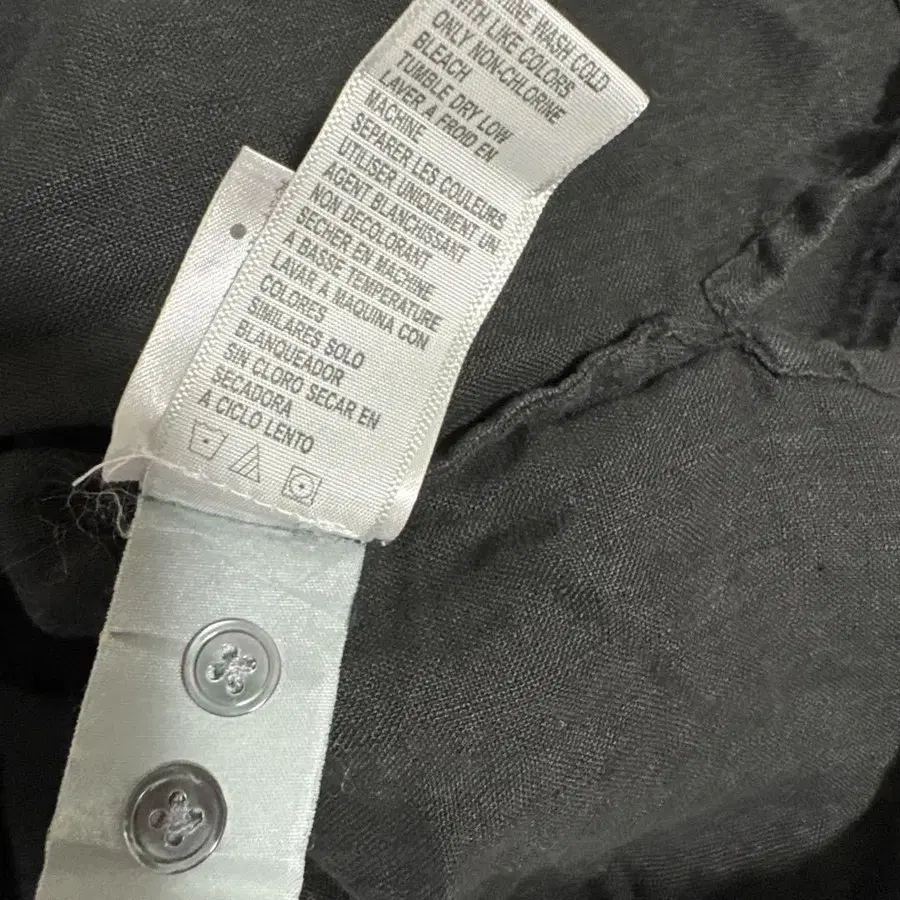 WASH COLD
WITH LIKE COLORS
ONLY NON-CHLORINE
BLEACH
TUMBLE DRY LOW
LAVER A FROID EN
MACHINE
SEPARER LES COULEURS
UTILISER UNIQUEMENT UN
AGENT BLANCHISSANT
NON DECOLORANT
SECHER EN MACHINE
A BASSE TEMPERATURE
LAVAR A MAQUINA CON
COLORES
SIMILARES SOLO
BLANQUEADOR
SIN CLORO SECAR EN
SECADORA
A CICLO LENTO